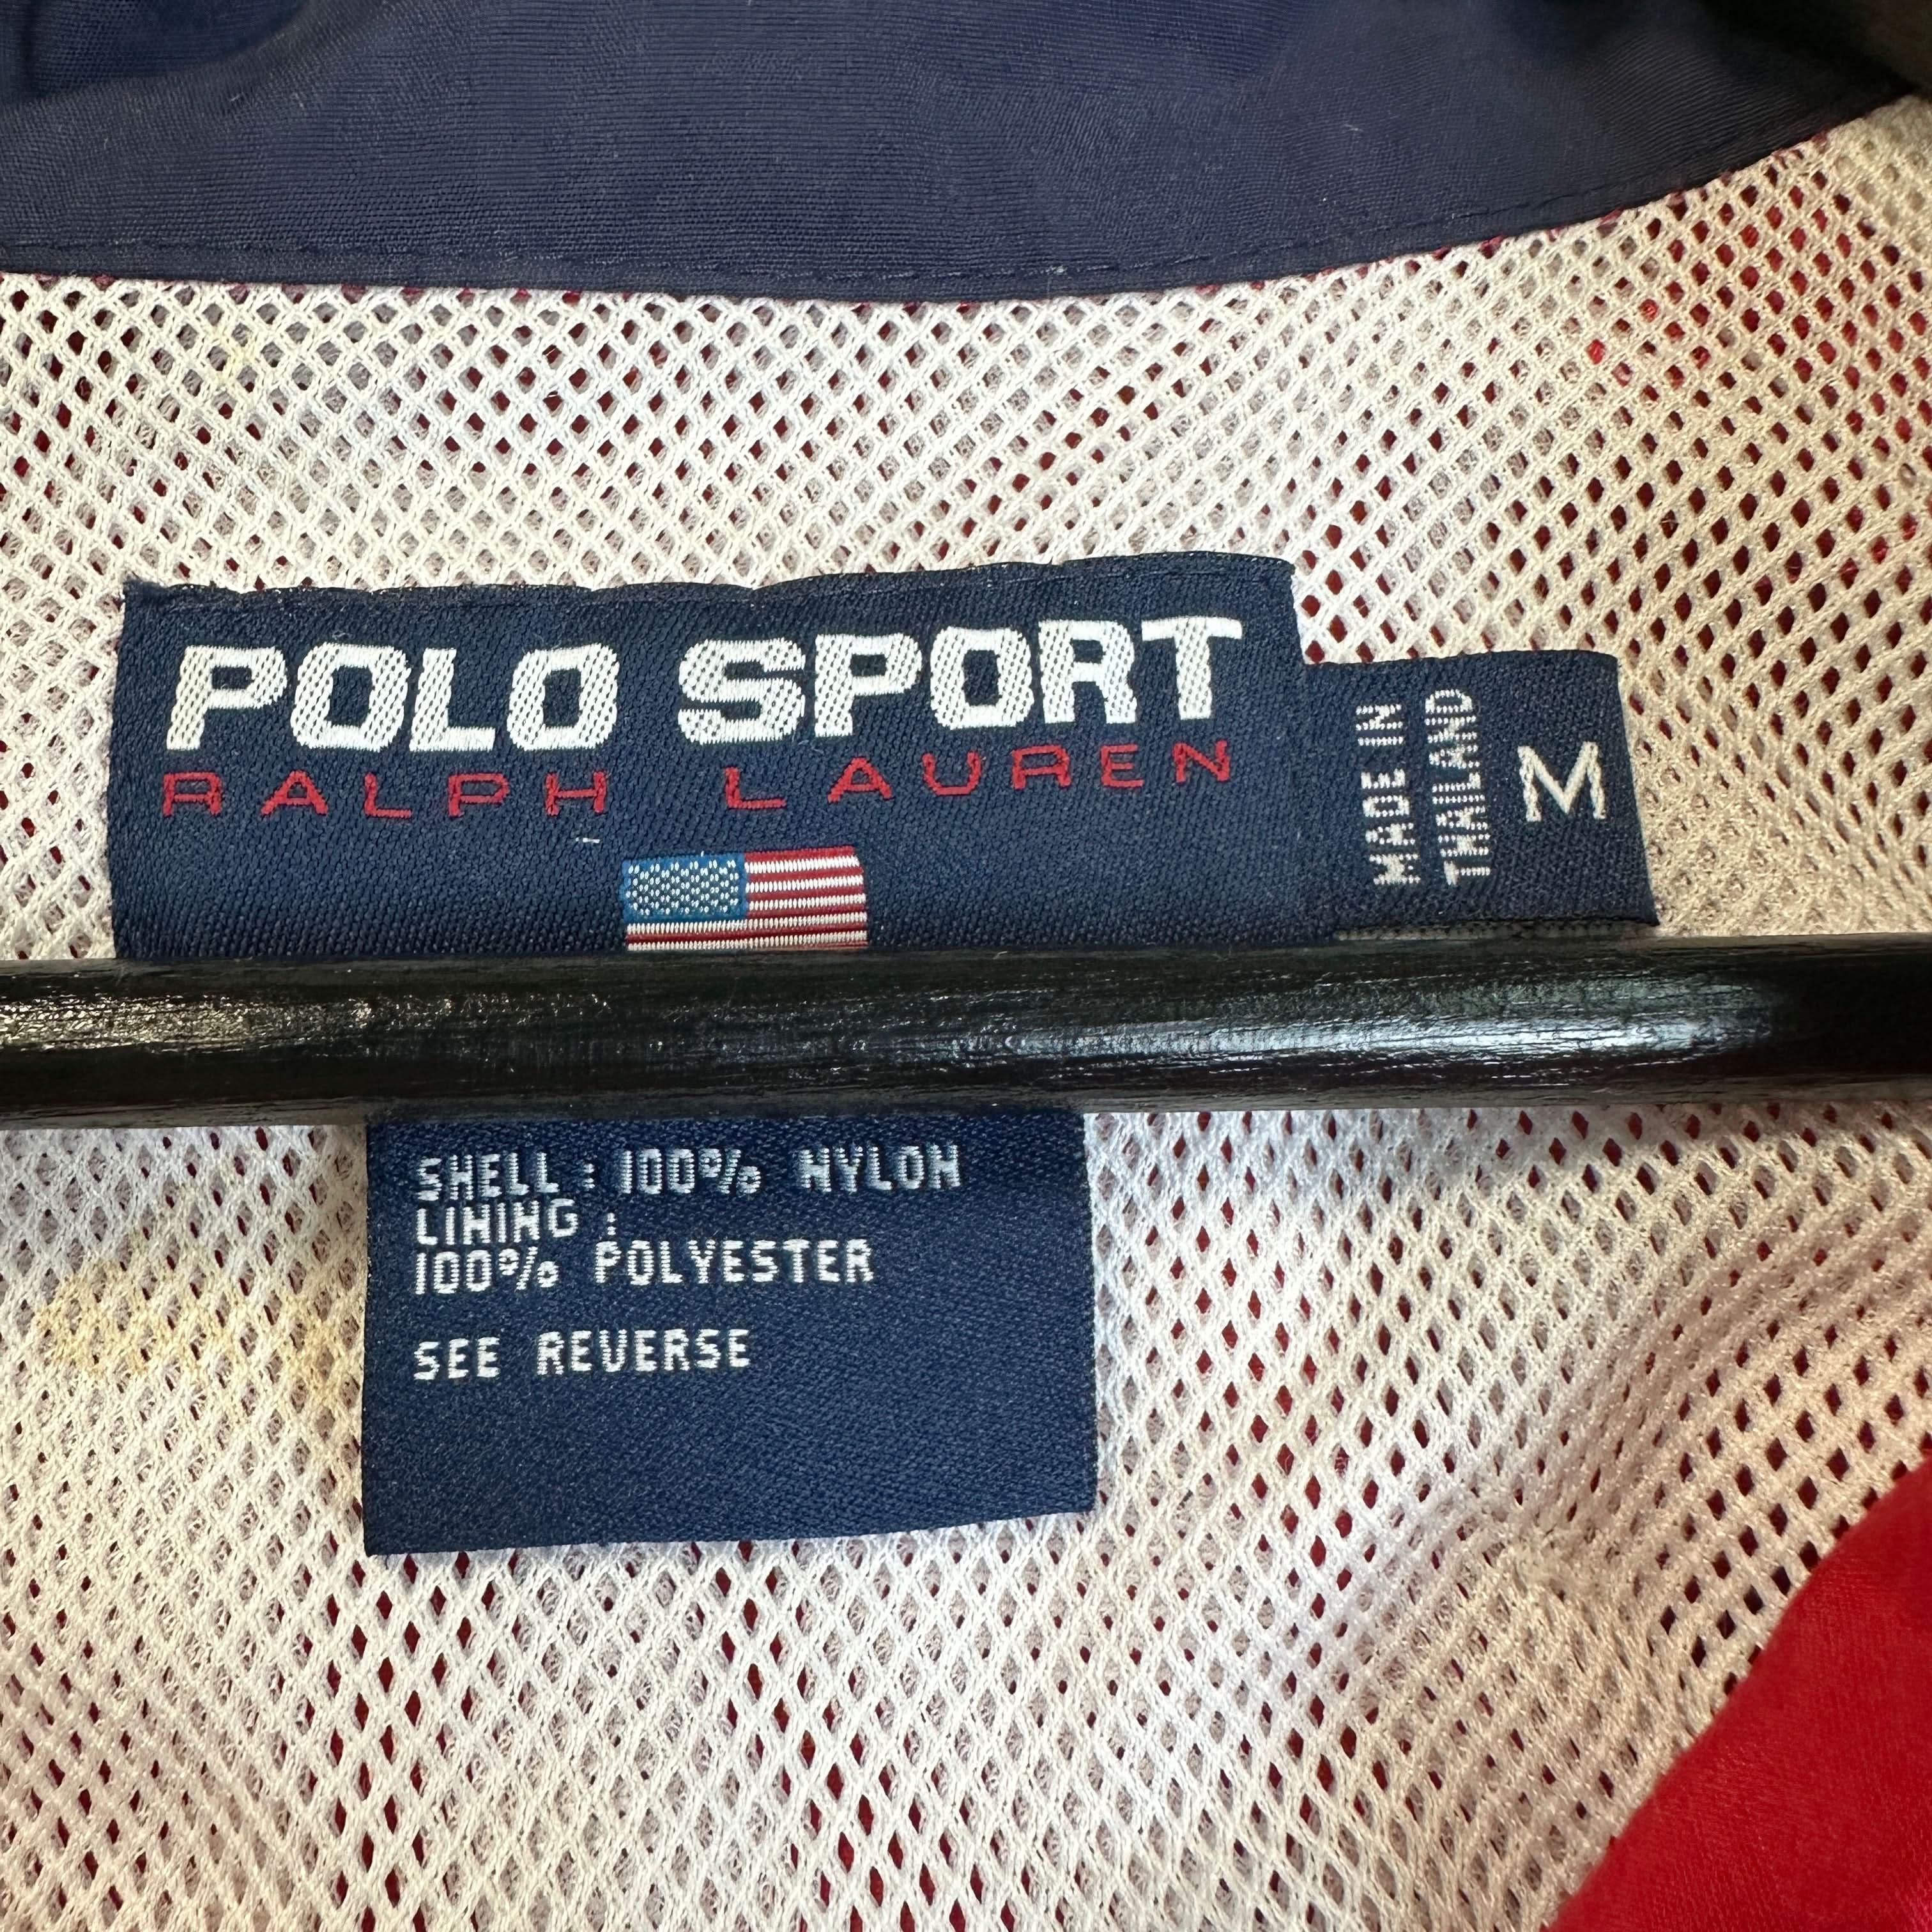 POLO SPORT
RALPH LAUREN
MADE IN
THAILAND
M
SHELL : 100% NYLON
LINING :
100% POLYESTER
SEE REVERSE